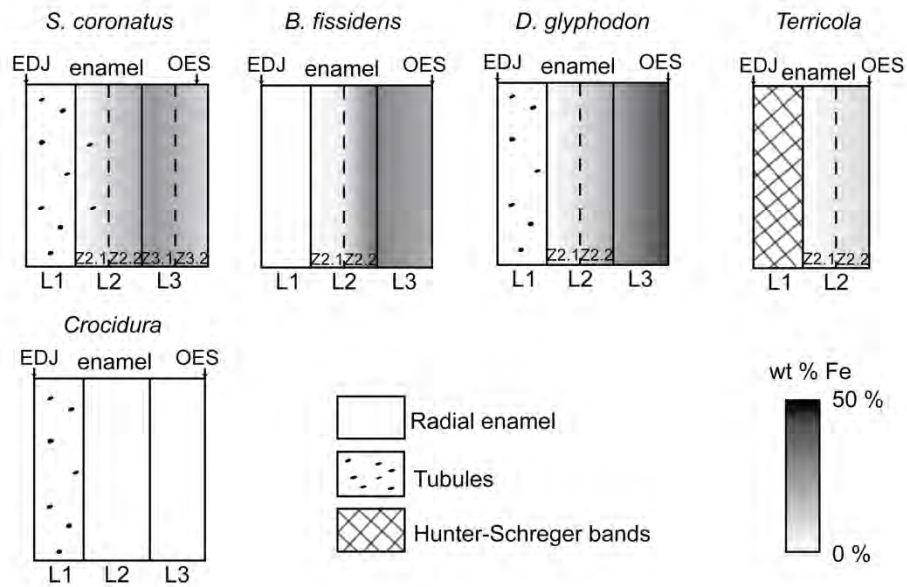 S. coronatus
EDJ enamel OES
Z2.1 Z2.2 Z3.1 Z3.2
L1 L2 L3
B. fissidens
EDJ enamel OES
Z2.1 Z2.2
L1 L2 L3
D. glyphodon
EDJ enamel OES
Z2.1 Z2.2
L1 L2 L3
Terricola
EDJ enamel OES
Z2.1 Z2.2
L1 L2
Crocidura
EDJ enamel OES
L1 L2 L3
Radial enamel
Tubules
Hunter-Schreger bands
wt % Fe
50 %
0 %